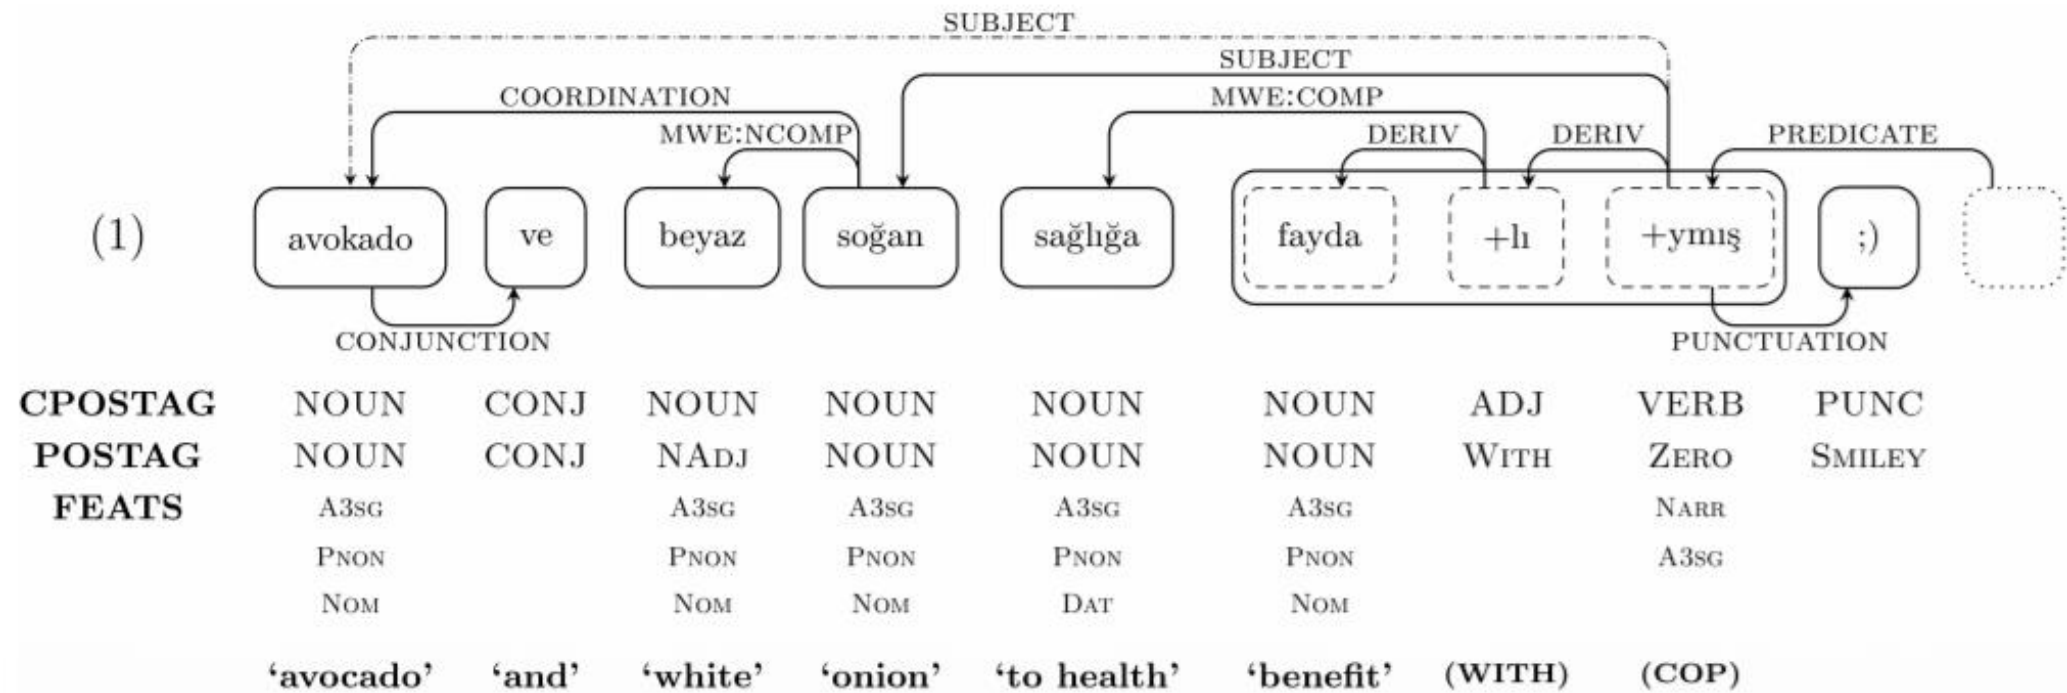 SUBJECT
SUBJECT
COORDINATION MWE:COMP
MWE:NCOMP DERIV DERIV PREDICATE
(1) avokado ve beyaz soğan sağlığa fayda +lı +ymış ;)
CONJUNCTION PUNCTUATION
CPOSTAG NOUN CONJ NOUN NOUN NOUN NOUN ADJ VERB PUNC
POSTAG NOUN CONJ NADJ NOUN NOUN NOUN WITH ZERO SMILEY
FEATS A3SG A3SG A3SG A3SG A3SG NARR
PNON PNON PNON PNON PNON A3SG
NOM NOM NOM DAT NOM
‘avocado’ ‘and’ ‘white’ ‘onion’ ‘to health’ ‘benefit’ (WITH) (COP)